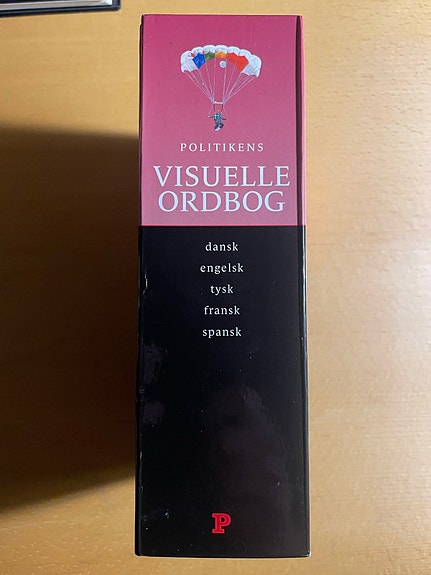 POLITIKENS
VISUELLE
ORDBOG
dansk
engelsk
tysk
fransk
spansk
P